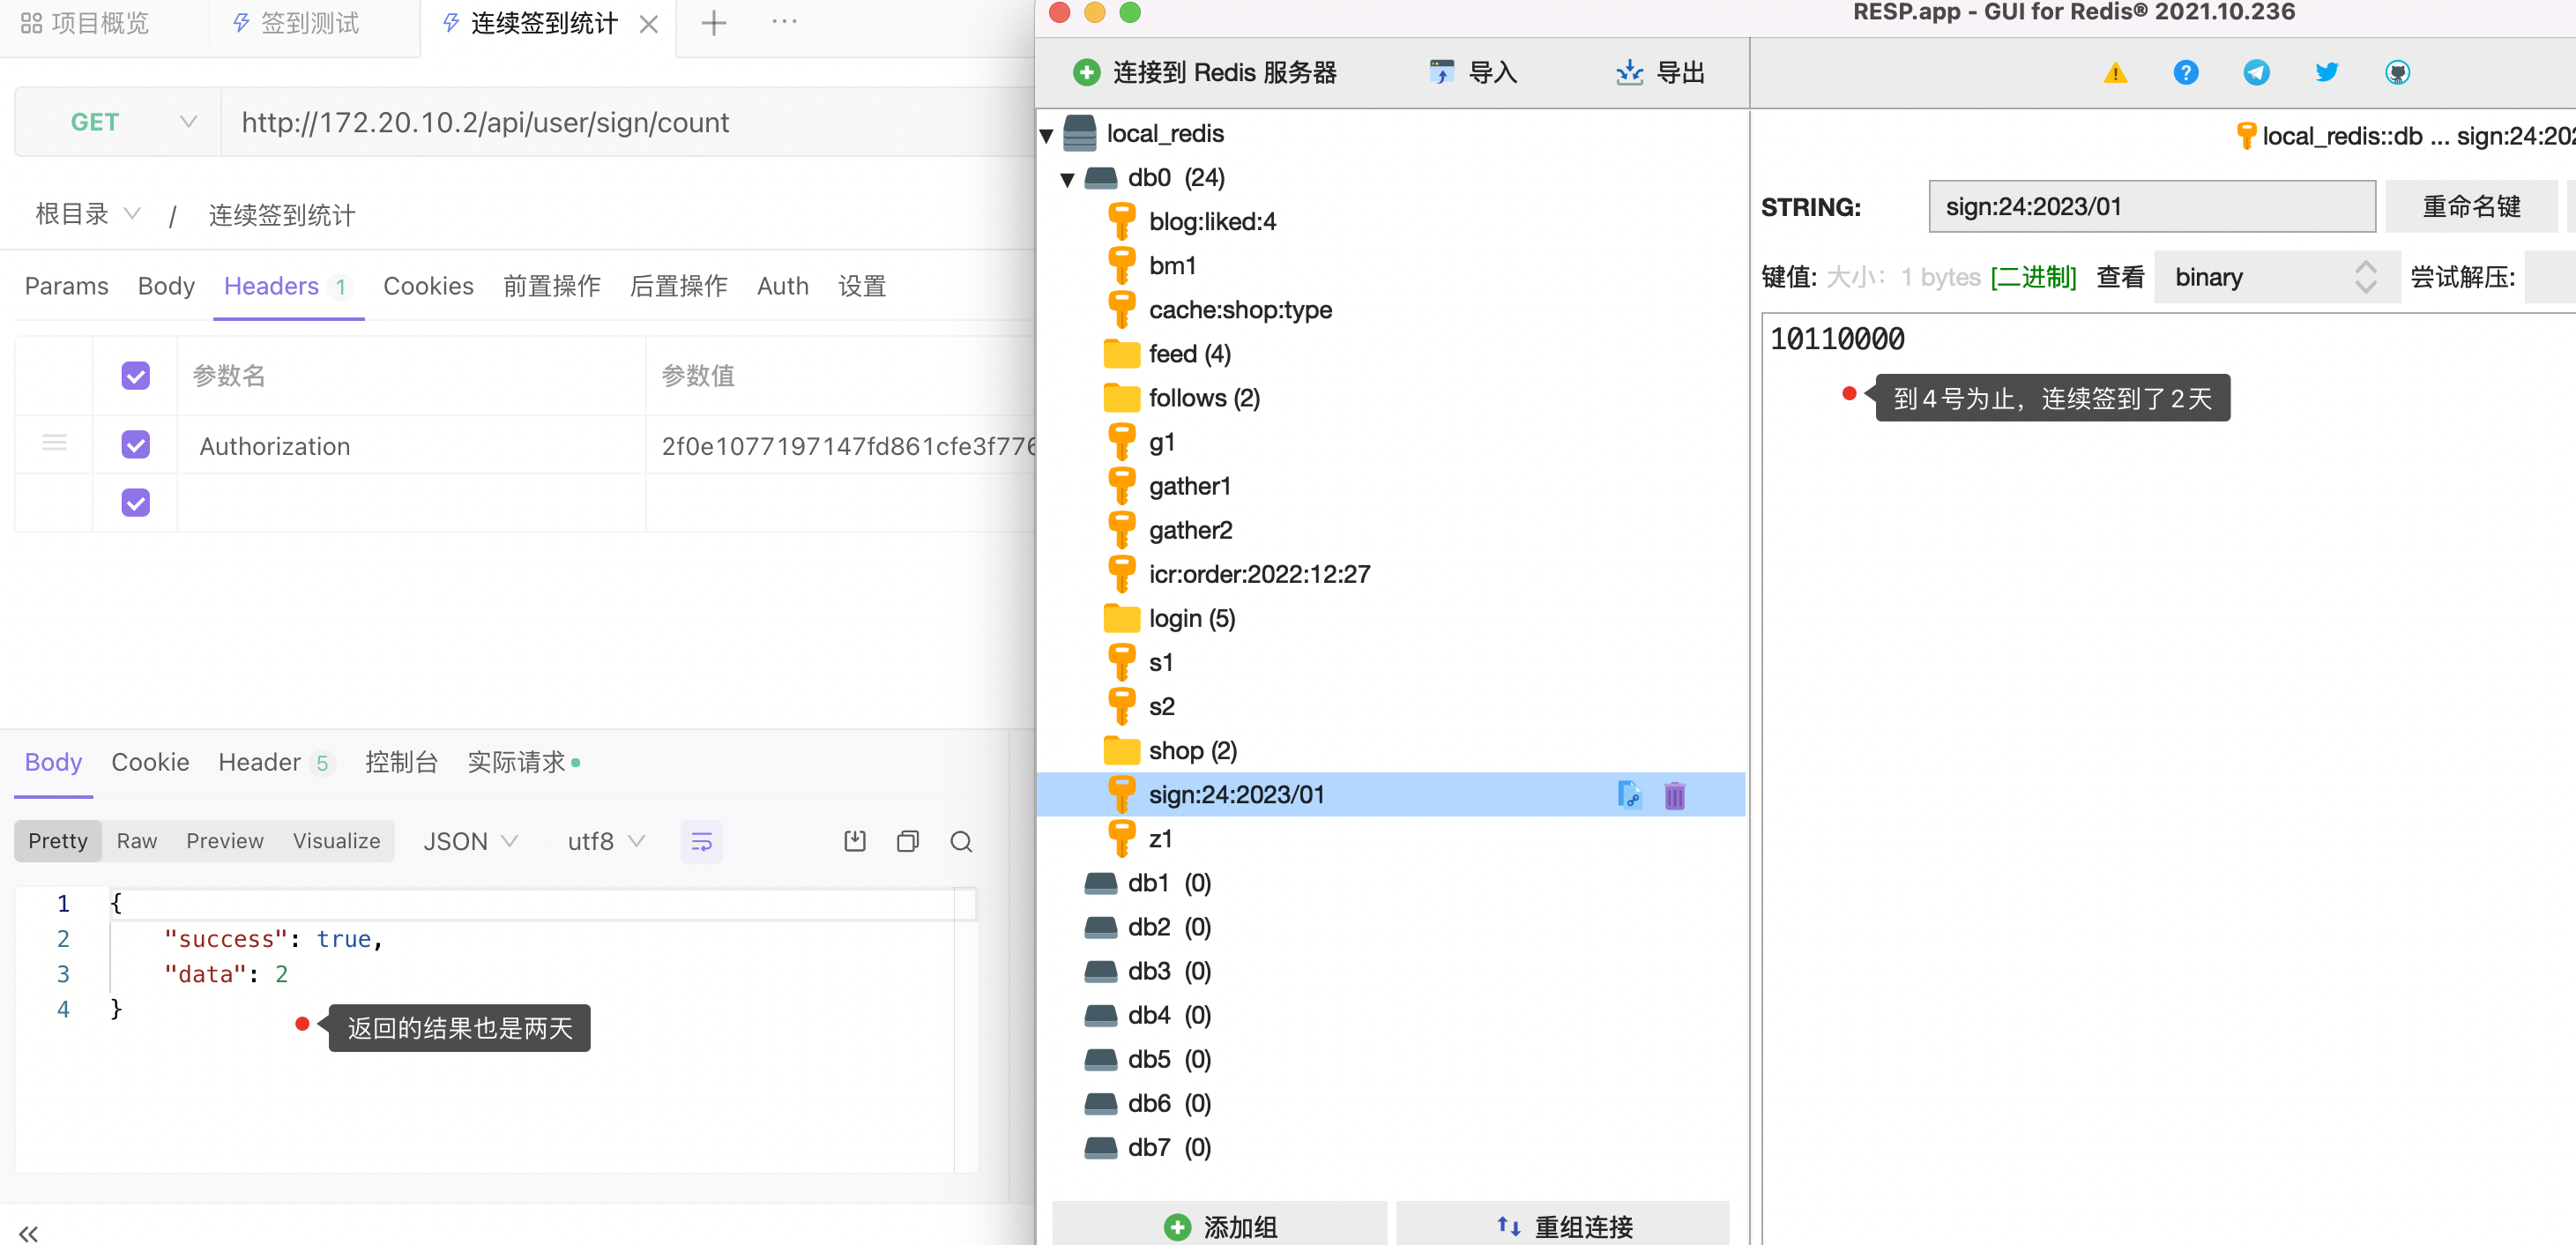 项目概览
签到测试
连续签到统计
GET
http://172.20.10.2/api/user/sign/count
根目录 / 连续签到统计
Params Body Headers 1 Cookies 前置操作 后置操作 Auth 设置
参数名 参数值
Authorization 2f0e1077197147fd861cfe3f776
Body Cookie Header 5 控制台 实际请求
Pretty Raw Preview Visualize JSON utf8
1 {
2 "success": true,
3 "data": 2
4 }
返回的结果也是两天
RESP.app - GUI for Redis® 2021.10.236
连接到 Redis 服务器 导入 导出
local_redis
db0 (24)
blog:liked:4
bm1
cache:shop:type
feed (4)
follows (2)
g1
gather1
gather2
icr:order:2022:12:27
login (5)
s1
s2
shop (2)
sign:24:2023/01
z1
db1 (0)
db2 (0)
db3 (0)
db4 (0)
db5 (0)
db6 (0)
db7 (0)
添加组 重组连接
local_redis::db ... sign:24:202
STRING: sign:24:2023/01 重命名键
键值: 大小: 1 bytes [二进制] 查看 binary 尝试解压:
10110000
到4号为止，连续签到了2天